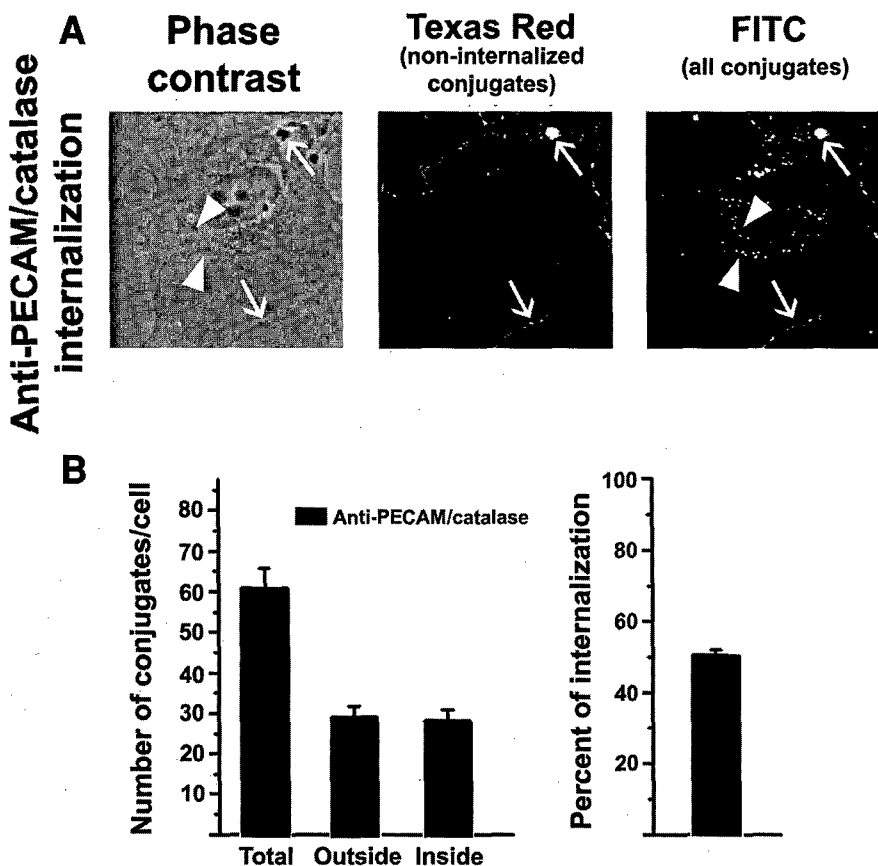 A
Phase
contrast
Texas Red
(non-internalized
conjugates)
FITC
(all conjugates)
Anti-PECAM/catalase
internalization
B
Number of conjugates/cell
80
70
60
50
40
30
20
10
Anti-PECAM/catalase
Total Outside Inside
Percent of internalization
100
80
60
40
20